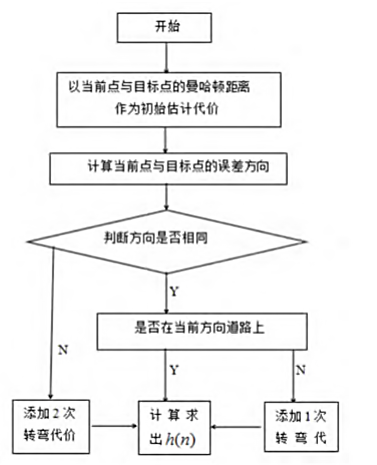 开始
以当前点与目标点的曼哈顿距离
作为初始估计代价
计算当前点与目标点的误差方向
判断方向是否相同
Y
N
是否在当前方向道路上
Y
N
添加2次
转弯代价
计算求
出h(n)
添加1次
转弯代